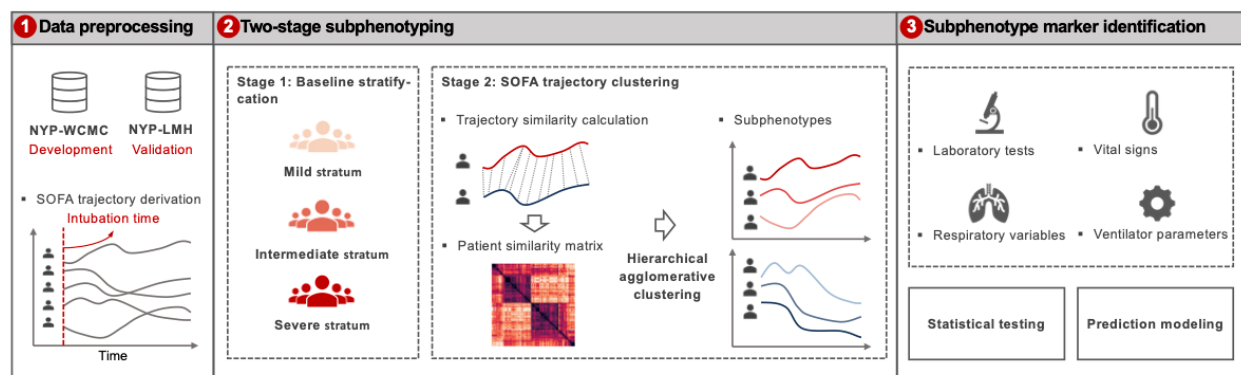 1 Data preprocessing
NYP-WCMC
Development
NYP-LMH
Validation
▪ SOFA trajectory derivation
Intubation time
Time
2 Two-stage subphenotyping
Stage 1: Baseline stratify-
cation
Mild stratum
Intermediate stratum
Severe stratum
Stage 2: SOFA trajectory clustering
▪ Trajectory similarity calculation
▪ Patient similarity matrix
Hierarchical
agglomerative
clustering
▪ Subphenotypes
3 Subphenotype marker identification
▪ Laboratory tests
▪ Vital signs
▪ Respiratory variables
▪ Ventilator parameters
Statistical testing
Prediction modeling